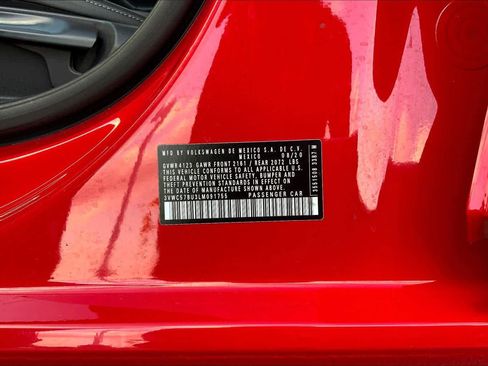 MFD BY VOLKSWAGEN DE MEXICO S.A. DE C.V.
MEXICO 08/20
GVWR 4123 GAWR FRONT 2161 / REAR 2072 LBS
THIS VEHICLE CONFORMS TO ALL APPLICABLE U.S.
FEDERAL MOTOR VEHICLE SAFETY, BUMPER AND
THEFT PREVENTION STANDARDS IN EFFECT ON THE
DATE OF MANUFACTURE SHOWN ABOVE
3VWC57BU3LM091755 PASSENGER CAR